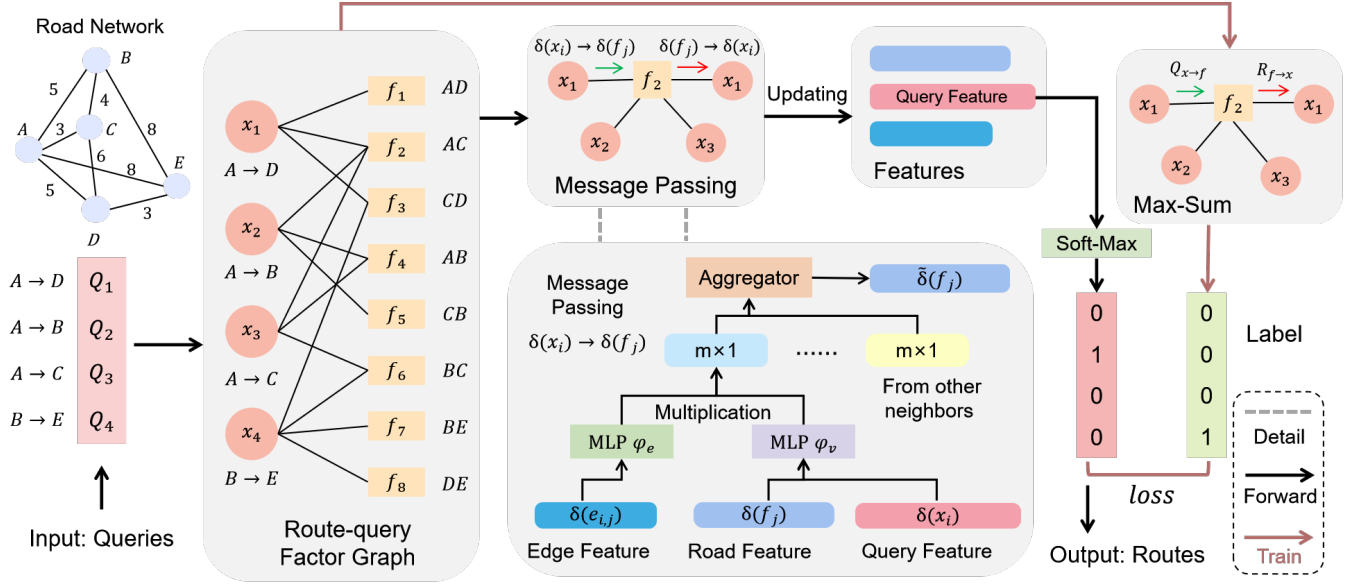 Road Network
B
5
4
A
3
C
8
6
E
8
5
3
D
A → D
Q₁
A → B
Q₂
A → C
Q₃
B → E
Q₄
Input: Queries
x₁
A → D
x₂
A → B
x₃
A → C
x₄
B → E
f₁
AD
f₂
AC
f₃
CD
f₄
AB
f₅
CB
f₆
BC
f₇
BE
f₈
DE
Route-query
Factor Graph
δ(xᵢ) → δ(fⱼ)
δ(fⱼ) → δ(xᵢ)
x₁
f₂
x₁
x₂
x₃
Message Passing
Updating
Query Feature
Features
Q_{x→f}
R_{f→x}
x₁
f₂
x₁
x₂
x₃
Max-Sum
Message
Passing
δ(xᵢ) → δ(fⱼ)
Aggregator
δ̃(fⱼ)
m×1
······
m×1
From other
neighbors
Multiplication
MLP φₑ
MLP φᵥ
δ(e_{i,j})
δ(fⱼ)
δ(xᵢ)
Edge Feature
Road Feature
Query Feature
Soft-Max
0
1
0
0
0
0
0
1
Label
loss
Output: Routes
Detail
Forward
Train